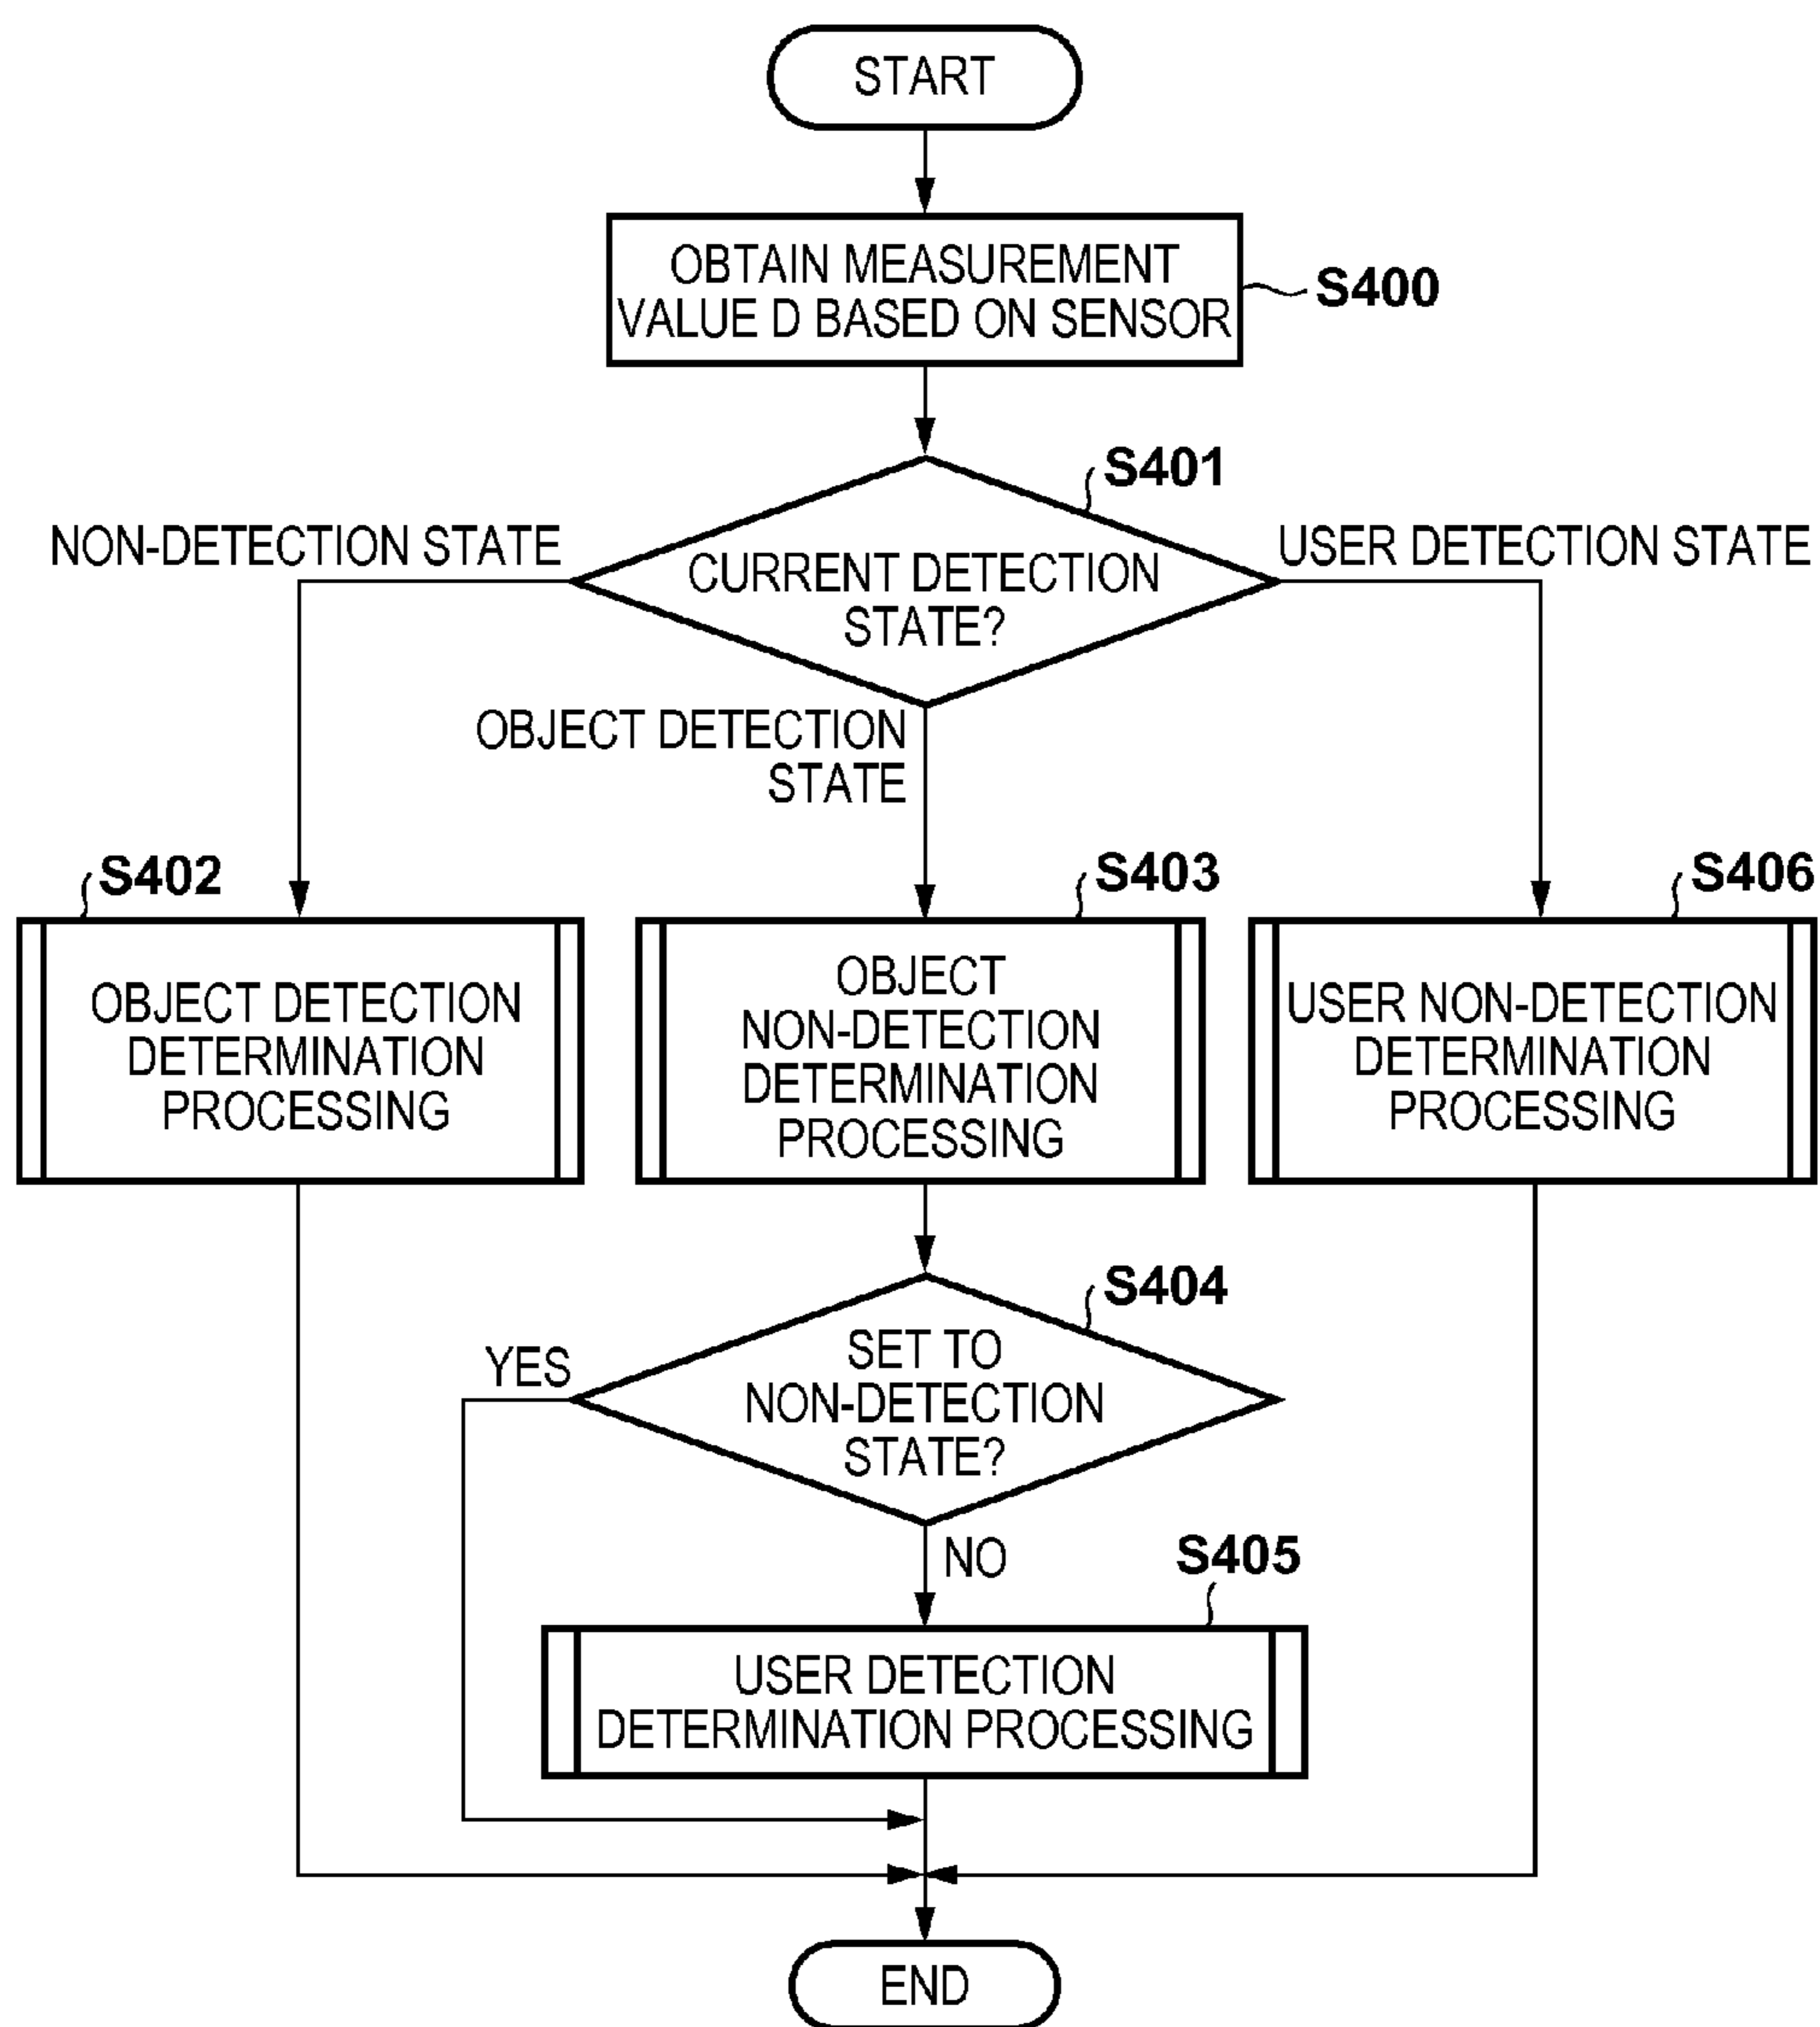 START
OBTAIN MEASUREMENT
VALUE D BASED ON SENSOR
S400
S401
NON-DETECTION STATE
CURRENT DETECTION
STATE?
USER DETECTION STATE
OBJECT DETECTION
STATE
S402
OBJECT DETECTION
DETERMINATION
PROCESSING
S403
OBJECT
NON-DETECTION
DETERMINATION
PROCESSING
S406
USER NON-DETECTION
DETERMINATION
PROCESSING
S404
YES
SET TO
NON-DETECTION
STATE?
NO
S405
USER DETECTION
DETERMINATION PROCESSING
END